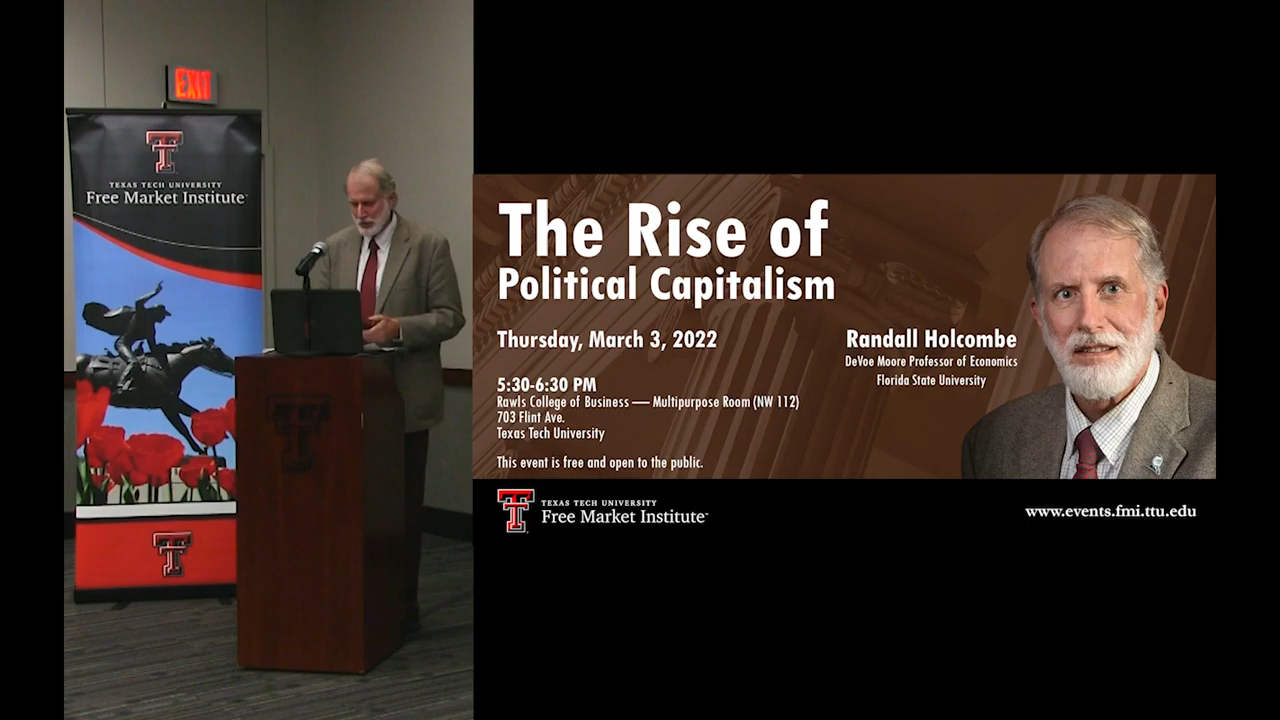 EXIT
TEXAS TECH UNIVERSITY
Free Market Institute
The Rise of
Political Capitalism
Thursday, March 3, 2022
5:30-6:30 PM
Rawls College of Business — Multipurpose Room (NW 112)
703 Flint Ave.
Texas Tech University
This event is free and open to the public.
Randall Holcombe
DeVoe Moore Professor of Economics
Florida State University
TEXAS TECH UNIVERSITY
Free Market Institute
www.events.fmi.ttu.edu